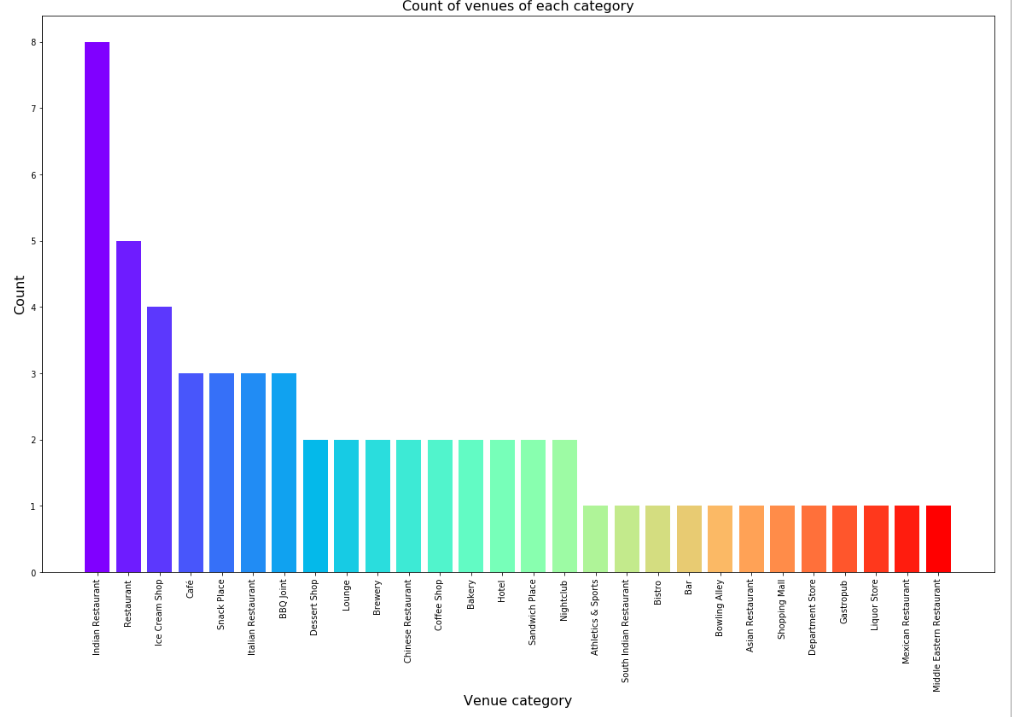 Count of venues of each category
Count
8
7
6
5
4
3
2
1
0
Indian Restaurant
Restaurant
Ice Cream Shop
Café
Snack Place
Italian Restaurant
BBQ Joint
Dessert Shop
Lounge
Brewery
Chinese Restaurant
Coffee Shop
Bakery
Hotel
Sandwich Place
Nightclub
Athletics & Sports
South Indian Restaurant
Bistro
Bar
Bowling Alley
Asian Restaurant
Shopping Mall
Department Store
Gastropub
Liquor Store
Mexican Restaurant
Middle Eastern Restaurant
Venue category